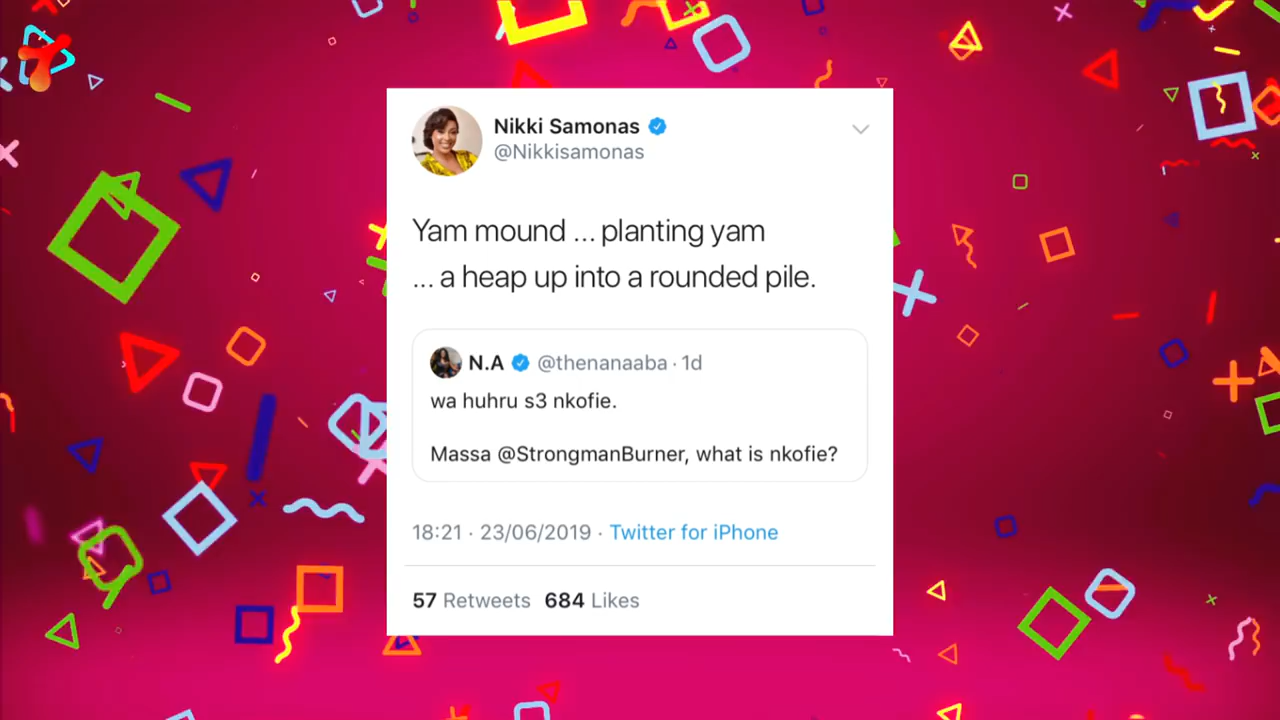 Nikki Samonas
@Nikkisamonas
Yam mound ... planting yam
... a heap up into a rounded pile.
N.A @thenanaaba · 1d
wa huhru s3 nkofie.
Massa @StrongmanBurner, what is nkofie?
18:21 · 23/06/2019 · Twitter for iPhone
57 Retweets 684 Likes